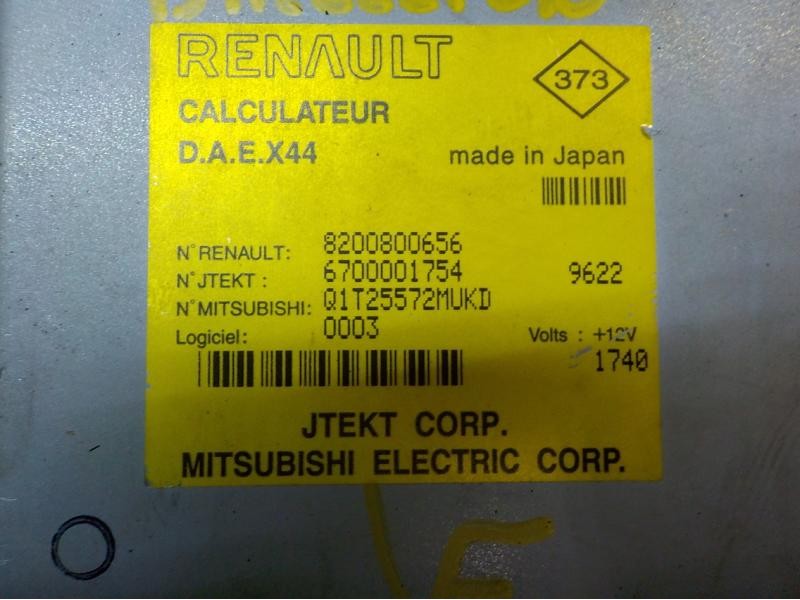 RENAULT
373
CALCULATEUR
D.A.E.X44 made in Japan
N°RENAULT: 8200800656
N°JTEKT : 6700001754 9622
N°MITSUBISHI: Q1T25572MUKD
Logiciel: 0003 Volts : +12V
1740
JTEKT CORP.
MITSUBISHI ELECTRIC CORP.